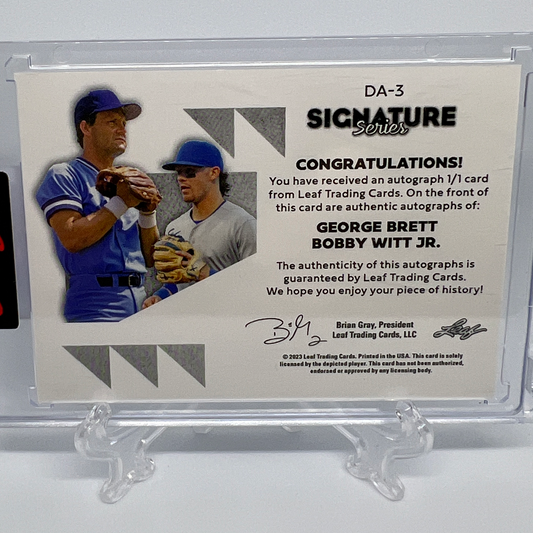 DA-3
SIGNATURE
Series
CONGRATULATIONS!
You have received an autograph 1/1 card
from Leaf Trading Cards. On the front of
this card are authentic autographs of:
GEORGE BRETT
BOBBY WITT JR.
The authenticity of this autographs is
guaranteed by Leaf Trading Cards.
We hope you enjoy your piece of history!
Brian Gray, President
Leaf Trading Cards, LLC
Leaf
© 2023 Leaf Trading Cards. Printed in the USA. This card is solely
licensed by the depicted player. This card has not been authorized,
endorsed or approved by any licensing body.